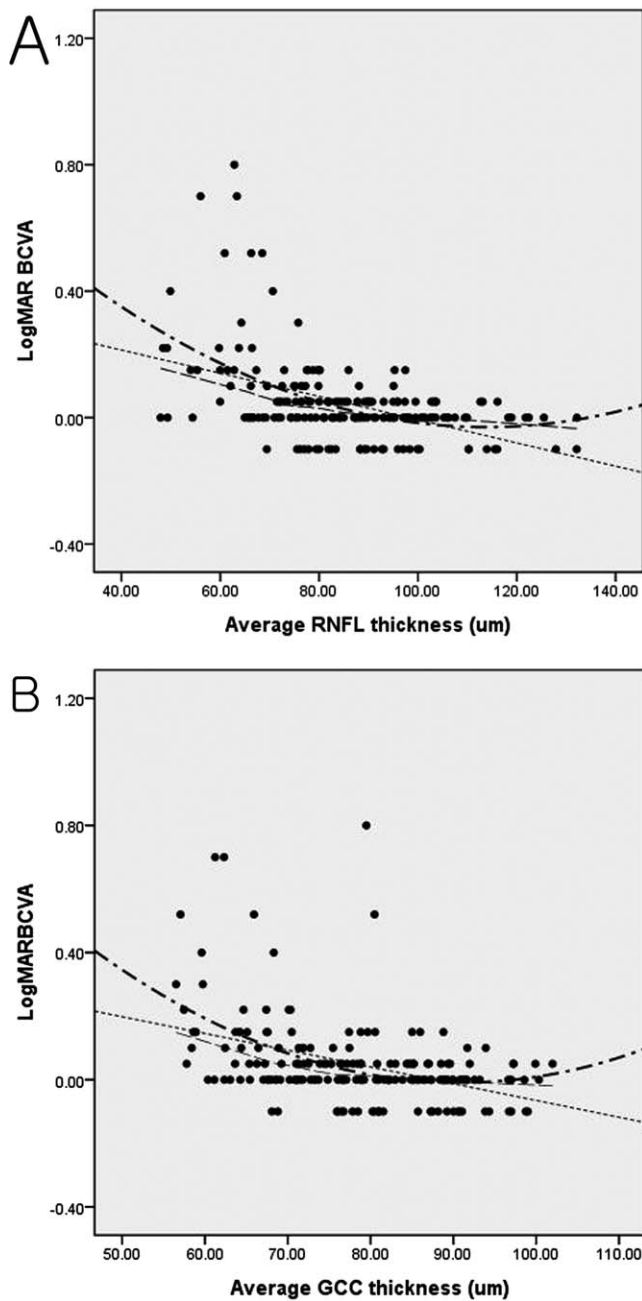 A
1.20
0.80
0.40
0.00
-0.40
LogMAR BCVA
40.00 60.00 80.00 100.00 120.00 140.00
Average RNFL thickness (um)
B
1.20
0.80
0.40
0.00
-0.40
LogMARBCVA
50.00 60.00 70.00 80.00 90.00 100.00 110.00
Average GCC thickness (um)